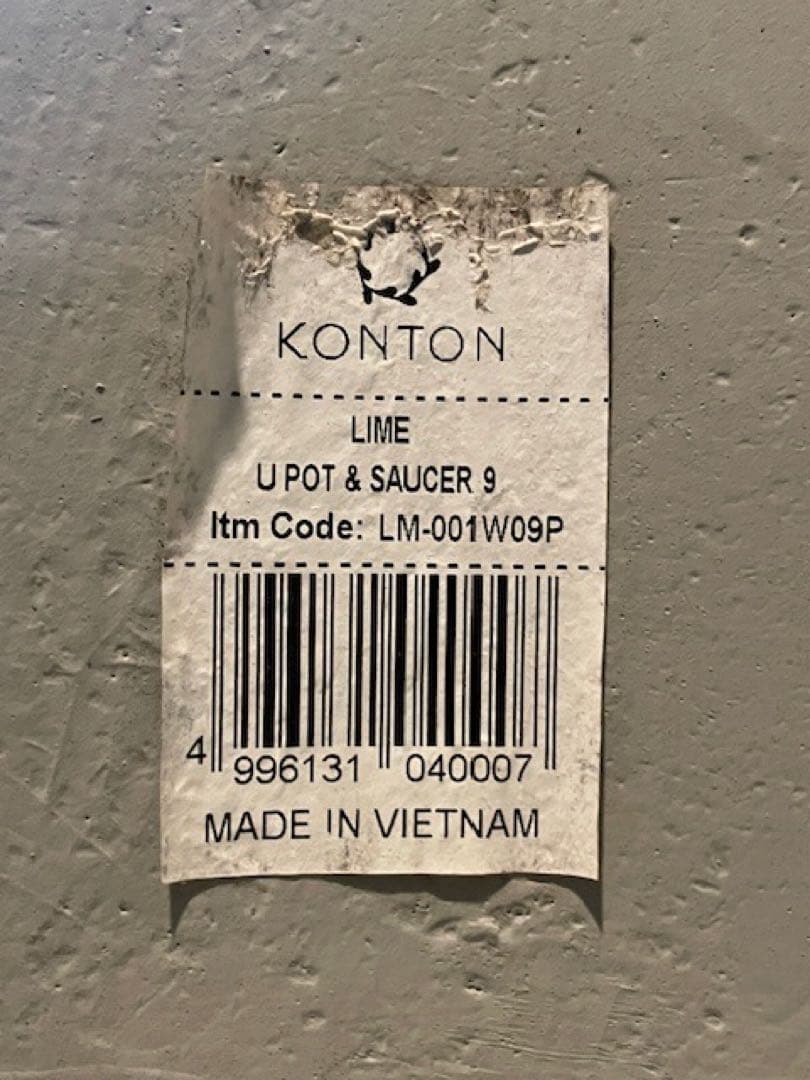 KONTON
LIME
U POT & SAUCER 9
Itm Code: LM-001W09P
4 996131 040007
MADE IN VIETNAM